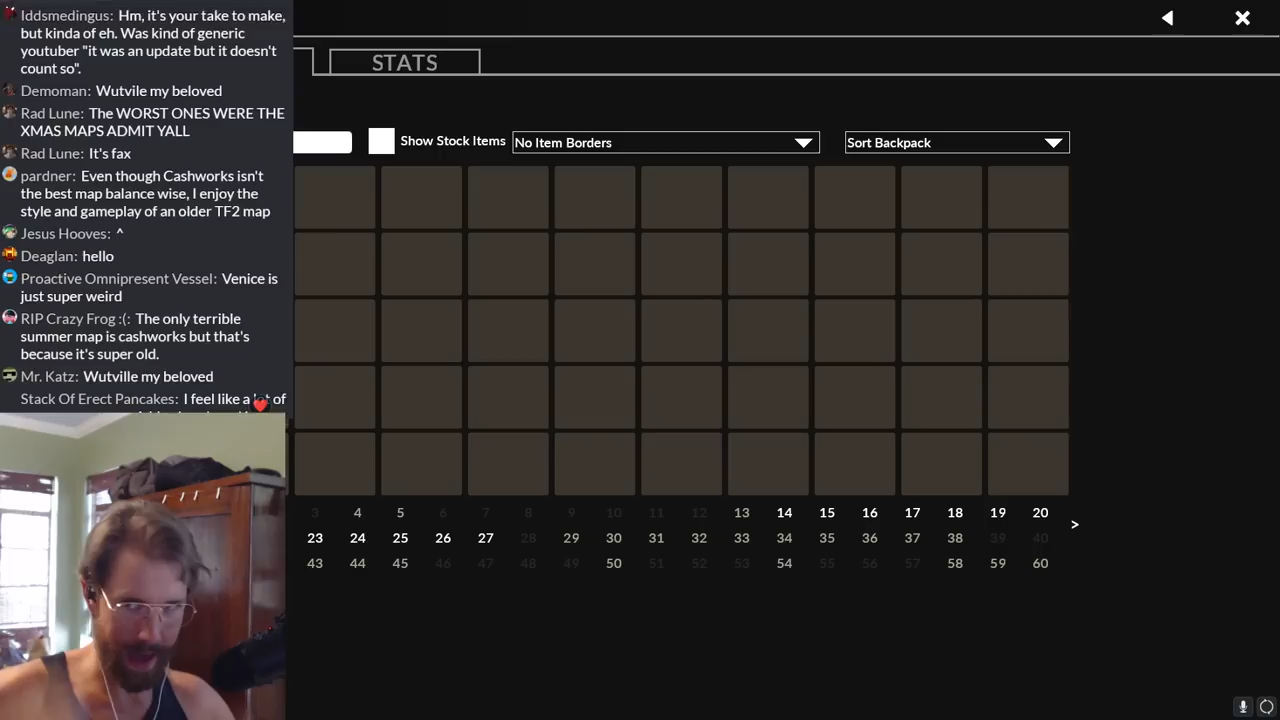 Iddsmedingus: Hm, it's your take to make,
but kinda of eh. Was kind of generic
youtuber "it was an update but it doesn't
count so".
Demoman: Wutvile my beloved
Rad Lune: The WORST ONES WERE THE
XMAS MAPS ADMIT YALL
Rad Lune: It's fax
pardner: Even though Cashworks isn't
the best map balance wise, I enjoy the
style and gameplay of an older TF2 map
Jesus Hooves: ^
Deaglan: hello
Proactive Omnipresent Vessel: Venice is
just super weird
RIP Crazy Frog :(: The only terrible
summer map is cashworks but that's
because it's super old.
Mr. Katz: Wutville my beloved
Stack Of Erect Pancakes: I feel like a lot of
STATS
Show Stock Items
No Item Borders
Sort Backpack
3 4 5 6 7 8 9 10 11 12 13 14 15 16 17 18 19 20
23 24 25 26 27 28 29 30 31 32 33 34 35 36 37 38 39 40
43 44 45 46 47 48 49 50 51 52 53 54 55 56 57 58 59 60
>